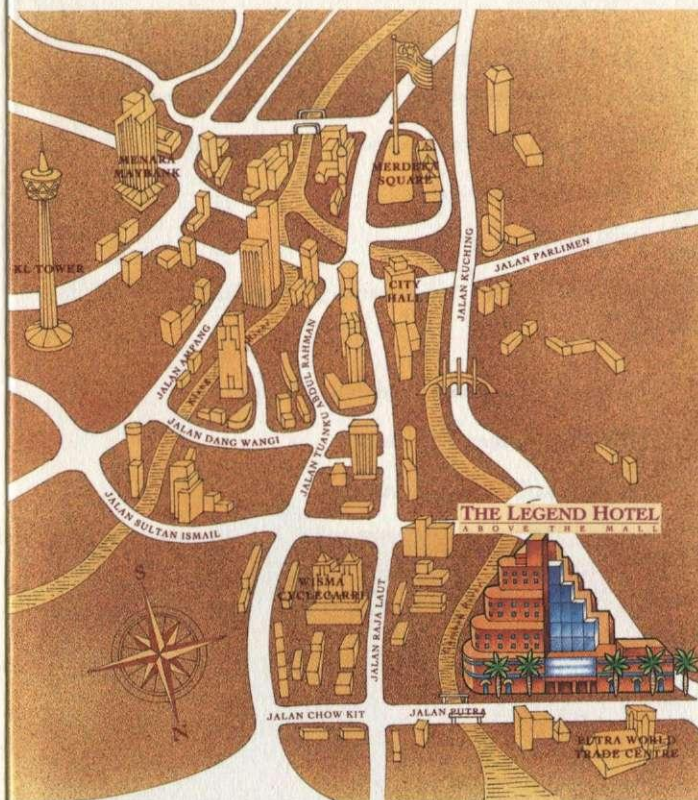 MENARA
MAYBANK
MERDEKA
SQUARE
KL TOWER
JALAN KUCHING
JALAN PARLIMEN
CITY
HALL
JALAN AMPANG
JALAN TUANKU ABDUL RAHMAN
JALAN DANG WANGI
JALAN SULTAN ISMAIL
THE LEGEND HOTEL
ABOVE THE MALL
WISMA
CYCLECARRI
JALAN RAJA LAUT
S
N
JALAN CHOW KIT
JALAN PUTRA
PUTRA WORLD
TRADE CENTRE